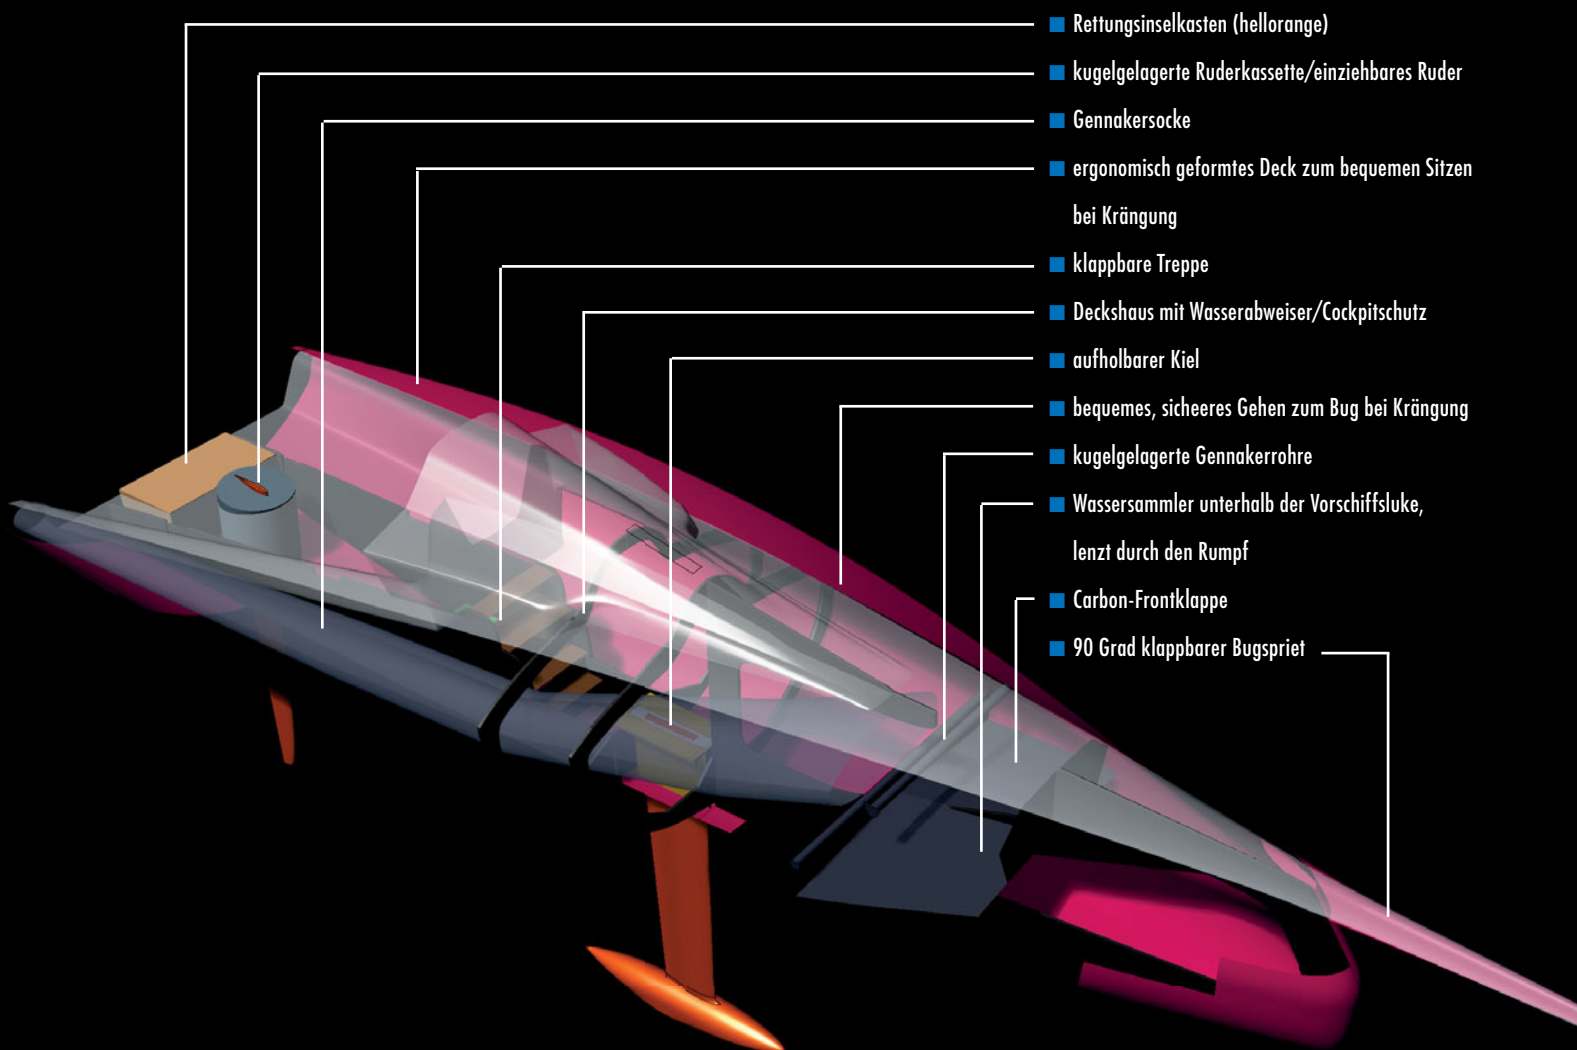 Rettungsinselkasten (hellorange)
kugelgelagerte Ruderkassette/einziehbares Ruder
Gennakersocke
ergonomisch geformtes Deck zum bequemen Sitzen
bei Krängung
klappbare Treppe
Deckshaus mit Wasserabweiser/Cockpitschutz
aufholbarer Kiel
bequemes, sicheeres Gehen zum Bug bei Krängung
kugelgelagerte Gennakerrohre
Wassersammler unterhalb der Vorschiffsluke,
lenzt durch den Rumpf
Carbon-Frontklappe
90 Grad klappbarer Bugspriet